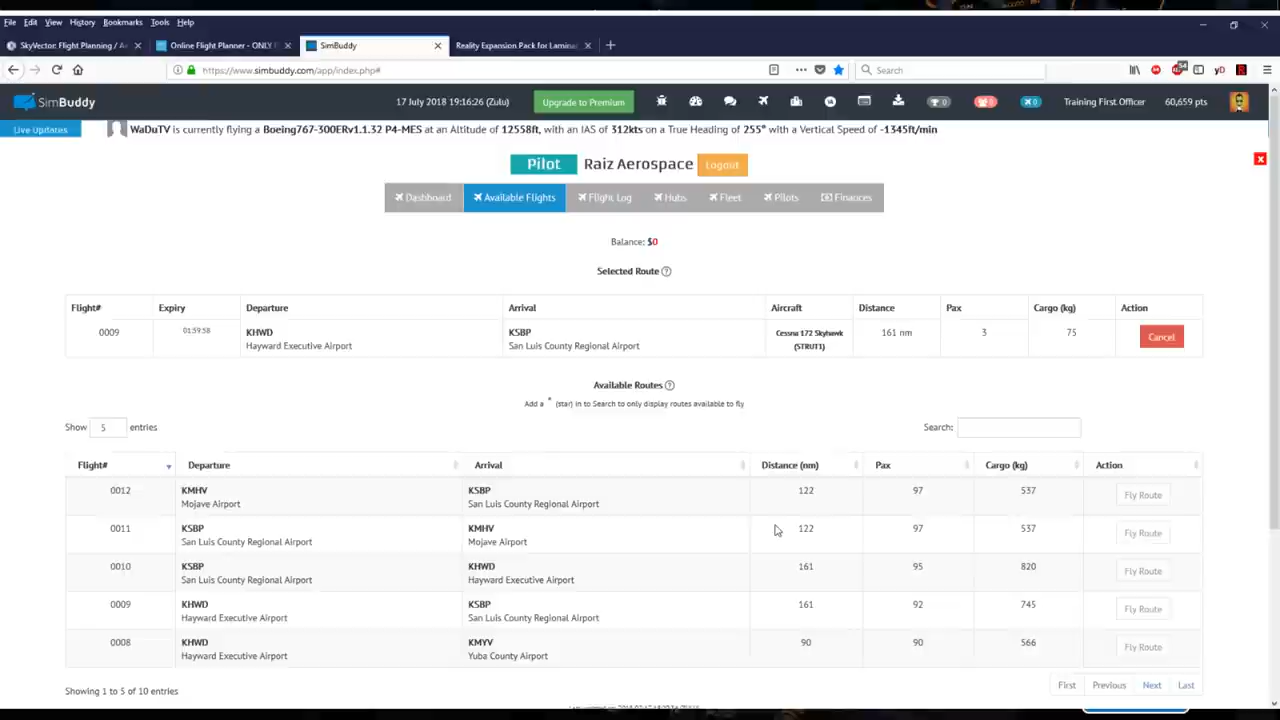 File Edit View History Bookmarks Tools Help
SkyVector: Flight Planning / A
Online Flight Planner - ONLY F
SimBuddy
Reality Expansion Pack for Lamina
https://www.simbuddy.com/app/index.php#
Search
SimBuddy
17 July 2018 19:16:26 (Zulu)
Upgrade to Premium
Training First Officer
60,659 pts
Live Updates
WaDuTV is currently flying a Boeing767-300ERv1.1.32 P4-MES at an Altitude of 12558ft, with an IAS of 312kts on a True Heading of 255° with a Vertical Speed of -1345ft/min
Pilot Raiz Aerospace Logout
Dashboard Available Flights Flight Log Hubs Fleet Pilots Finances
Balance: $0
Selected Route ?
Flight# Expiry Departure Arrival Aircraft Distance Pax Cargo (kg) Action
0009 01:59:58 KHWD KSBP Cessna 172 Skyhawk 161 nm 3 75 Cancel
Hayward Executive Airport San Luis County Regional Airport (STRUT1)
Available Routes ?
Add a * (star) in to Search to only display routes available to fly
Show 5 entries Search:
Flight# Departure Arrival Distance (nm) Pax Cargo (kg) Action
0012 KMHV KSBP 122 97 537 Fly Route
Mojave Airport San Luis County Regional Airport
0011 KSBP KMHV 122 97 537 Fly Route
San Luis County Regional Airport Mojave Airport
0010 KSBP KHWD 161 95 820 Fly Route
San Luis County Regional Airport Hayward Executive Airport
0009 KHWD KSBP 161 92 745 Fly Route
Hayward Executive Airport San Luis County Regional Airport
0008 KHWD KMYV 90 90 566 Fly Route
Hayward Executive Airport Yuba County Airport
Showing 1 to 5 of 10 entries First Previous Next Last